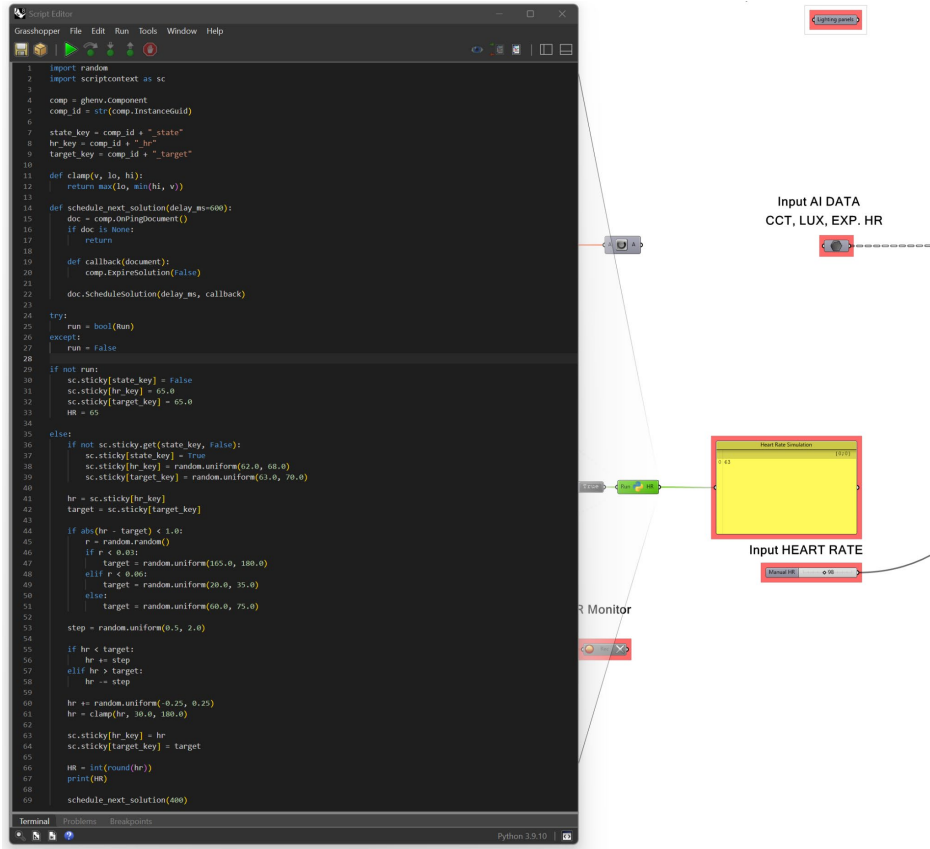 Script Editor
Grasshopper File Edit Run Tools Window Help
1 import random
2 import scriptcontext as sc
3
4 comp = ghenv.Component
5 comp_id = str(comp.InstanceGuid)
6
7 state_key = comp_id + "_state"
8 hr_key = comp_id + "_hr"
9 target_key = comp_id + "_target"
10
11 def clamp(v, lo, hi):
12     return max(lo, min(hi, v))
13
14 def schedule_next_solution(delay_ms=600):
15     doc = comp.OnPingDocument()
16     if doc is None:
17         return
18
19     def callback(document):
20         comp.ExpireSolution(False)
21
22     doc.ScheduleSolution(delay_ms, callback)
23
24 try:
25     run = bool(Run)
26 except:
27     run = False
28
29 if not run:
30     sc.sticky[state_key] = False
31     sc.sticky[hr_key] = 65.0
32     sc.sticky[target_key] = 65.0
33     HR = 65
34
35 else:
36     if not sc.sticky.get(state_key, False):
37         sc.sticky[state_key] = True
38         sc.sticky[hr_key] = random.uniform(62.0, 68.0)
39         sc.sticky[target_key] = random.uniform(63.0, 70.0)
40
41     hr = sc.sticky[hr_key]
42     target = sc.sticky[target_key]
43
44     if abs(hr - target) < 1.0:
45         r = random.random()
46         if r < 0.03:
47             target = random.uniform(165.0, 180.0)
48         elif r < 0.06:
49             target = random.uniform(20.0, 35.0)
50         else:
51             target = random.uniform(60.0, 75.0)
52
53     step = random.uniform(0.5, 2.0)
54
55     if hr < target:
56         hr += step
57     elif hr > target:
58         hr -= step
59
60     hr += random.uniform(-0.25, 0.25)
61     hr = clamp(hr, 30.0, 180.0)
62
63     sc.sticky[hr_key] = hr
64     sc.sticky[target_key] = target
65
66     HR = int(round(hr))
67     print(HR)
68
69     schedule_next_solution(400)
Terminal Problems Breakpoints
Python 3.9.10
Lighting panels
Input AI DATA
CCT, LUX, EXP. HR
A
True
Run HR
Heart Rate Simulation
{0;0}
0 63
Input HEART RATE
Manual HR 98
R Monitor